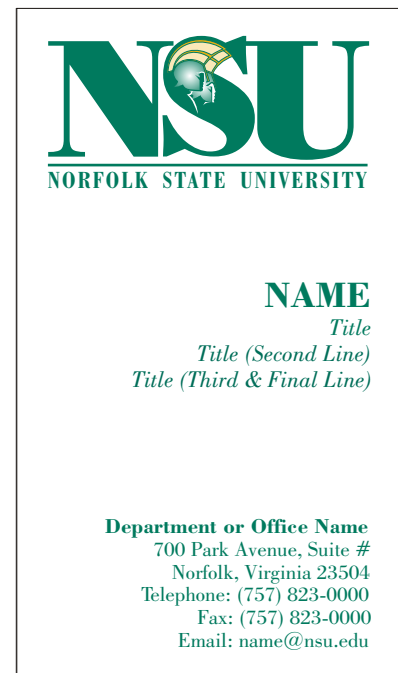 NSU
NORFOLK STATE UNIVERSITY
NAME
Title
Title (Second Line)
Title (Third & Final Line)
Department or Office Name
700 Park Avenue, Suite #
Norfolk, Virginia 23504
Telephone: (757) 823-0000
Fax: (757) 823-0000
Email: name@nsu.edu